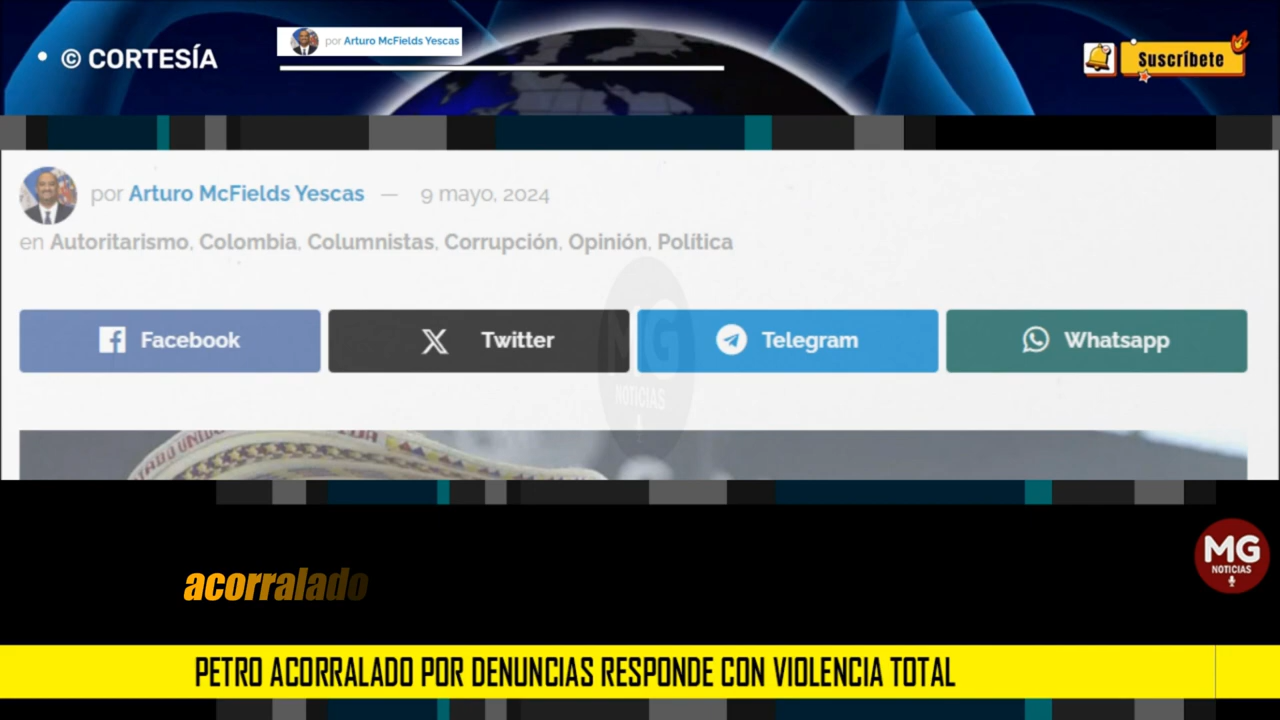 © CORTESÍA
por Arturo McFields Yescas
Suscríbete
por Arturo McFields Yescas — 9 mayo, 2024
en Autoritarismo, Colombia, Columnistas, Corrupción, Opinión, Política
Facebook
Twitter
Telegram
Whatsapp
MG
NOTICIAS
acorralado
MG
NOTICIAS
PETRO ACORRALADO POR DENUNCIAS RESPONDE CON VIOLENCIA TOTAL